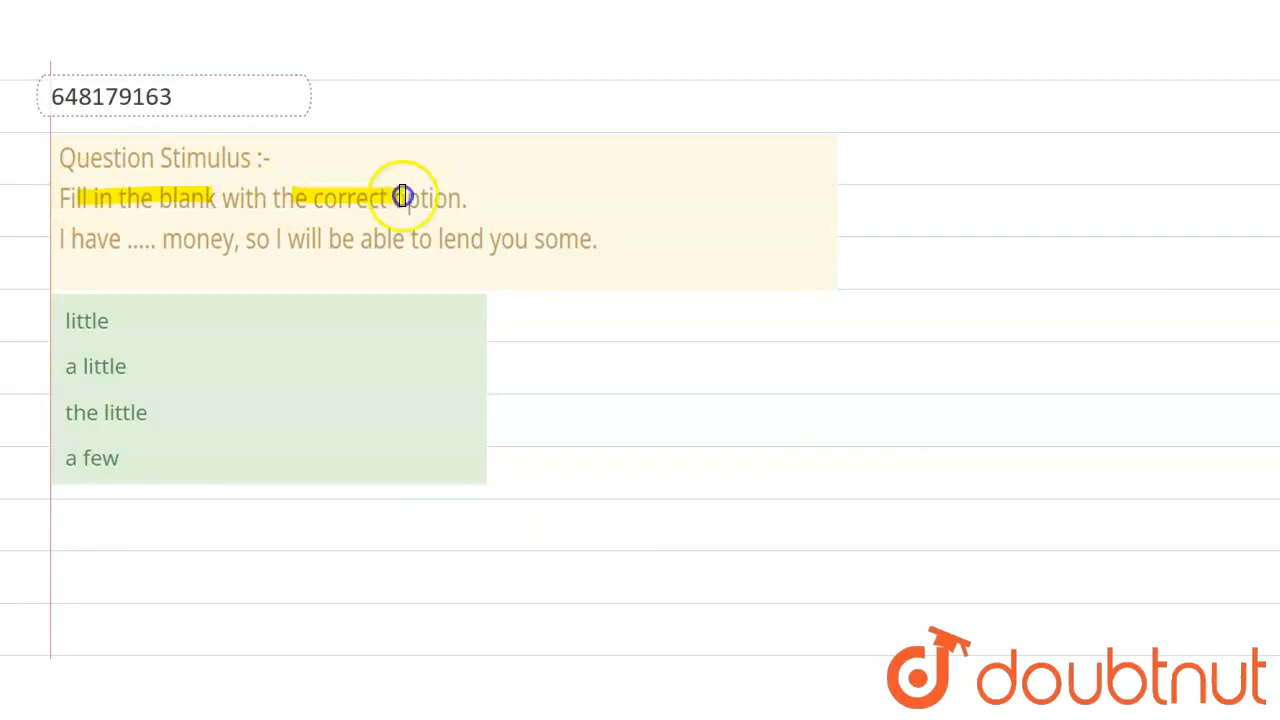 648179163
Question Stimulus :-
Fill in the blank with the correct option.
I have ..... money, so I will be able to lend you some.
little
a little
the little
a few
doubtnut